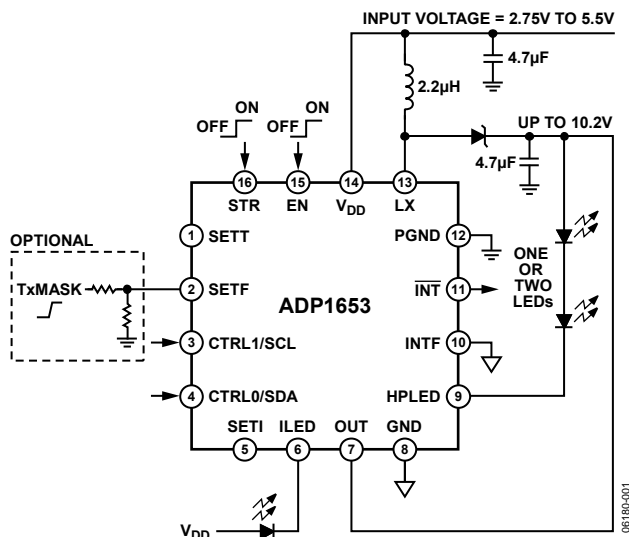 INPUT VOLTAGE = 2.75V TO 5.5V
4.7µF
2.2µH
ON
OFF
ON
OFF
UP TO 10.2V
4.7µF
16
15
14
13
STR
EN
VDD
LX
1
SETT
PGND
12
OPTIONAL
TxMASK
2
SETF
ADP1653
INT
11
ONE
OR
TWO
LEDs
3
CTRL1/SCL
INTF
10
4
CTRL0/SDA
HPLED
9
SETI
ILED
OUT
GND
5
6
7
8
VDD
06180-001